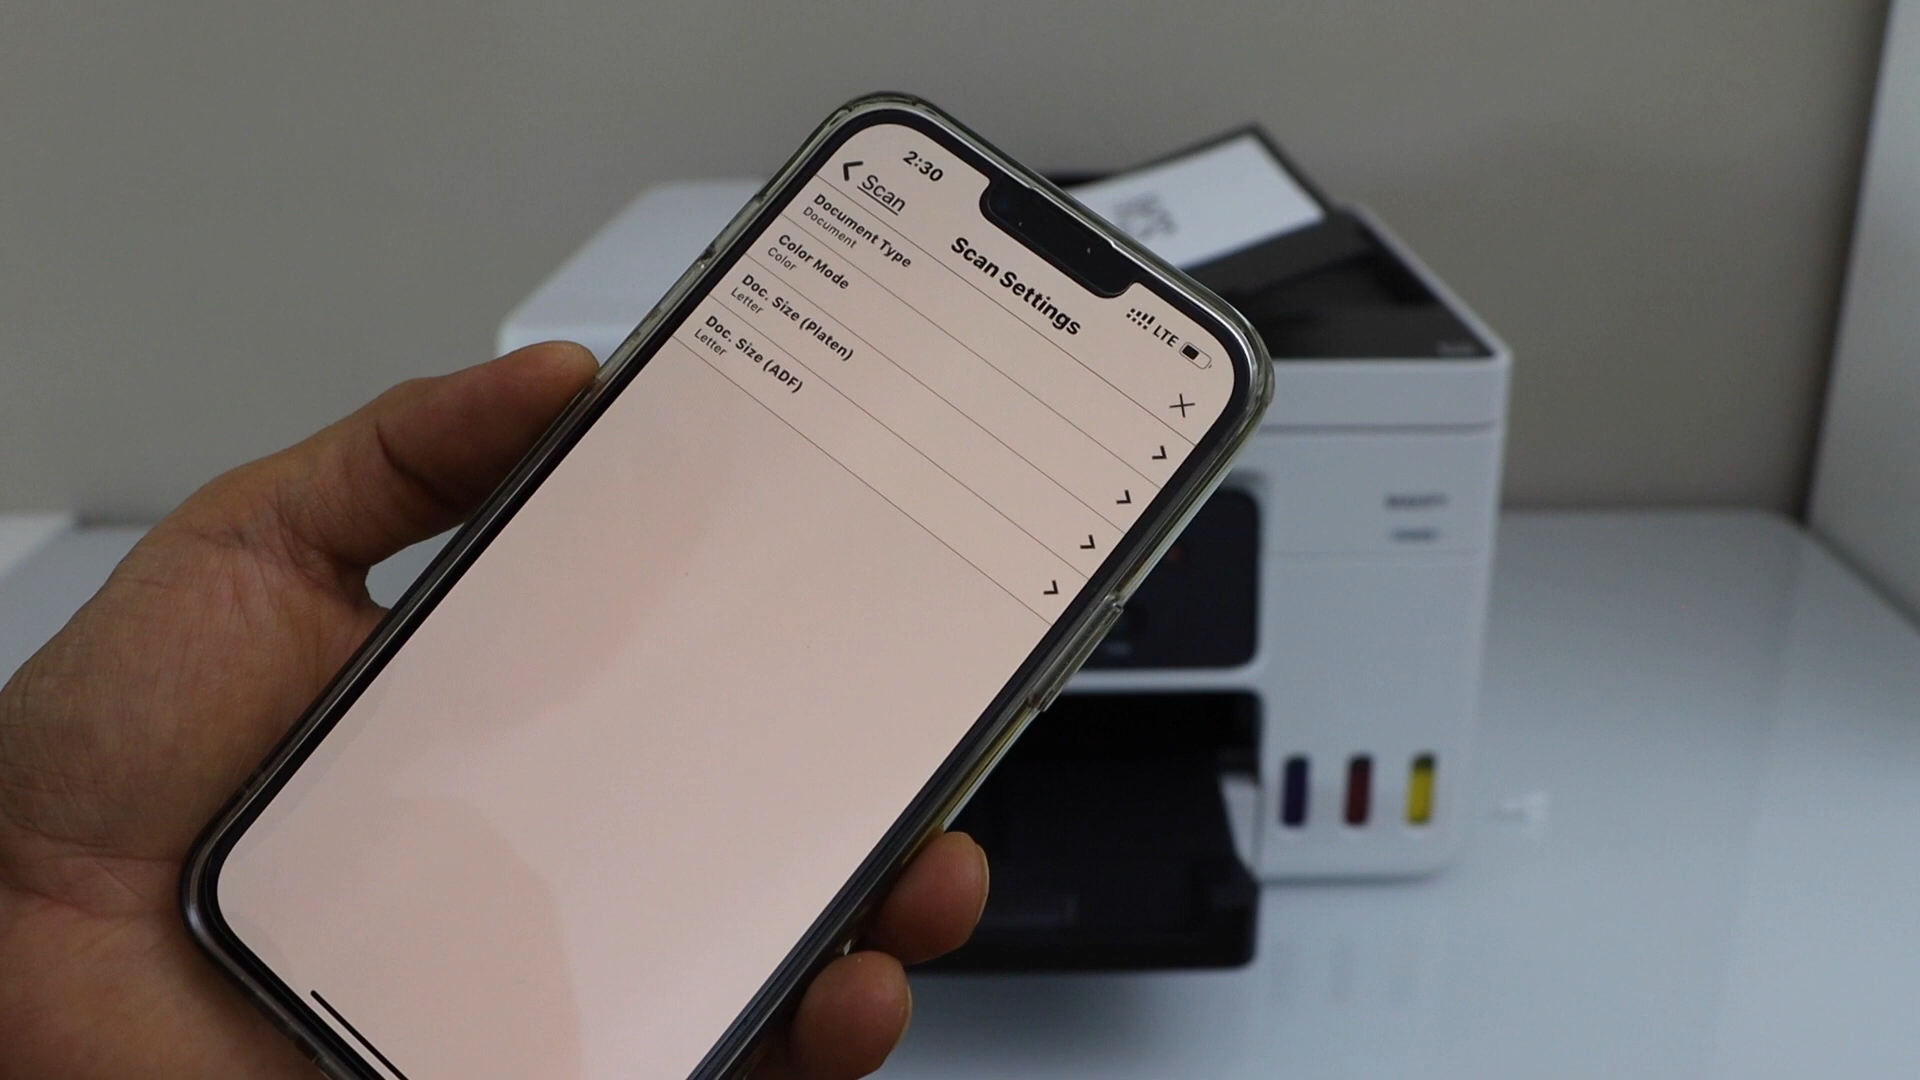 2:30
LTE
Scan
Scan Settings
Document Type
Document
Color Mode
Color
Doc. Size (Platen)
Letter
Doc. Size (ADF)
Letter